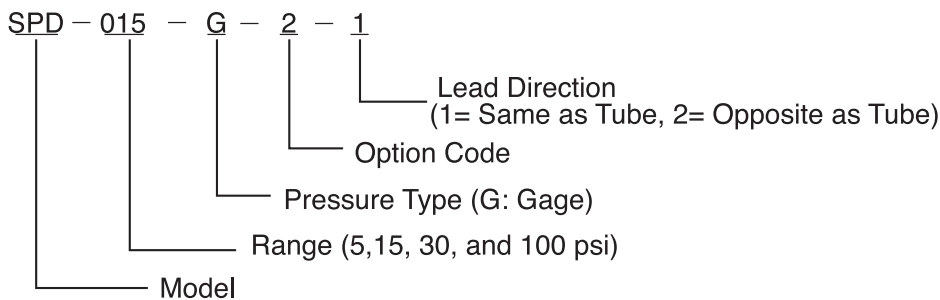 SPD – 015 – G – 2 – 1
Lead Direction
(1= Same as Tube, 2= Opposite as Tube)
Option Code
Pressure Type (G: Gage)
Range (5,15, 30, and 100 psi)
Model